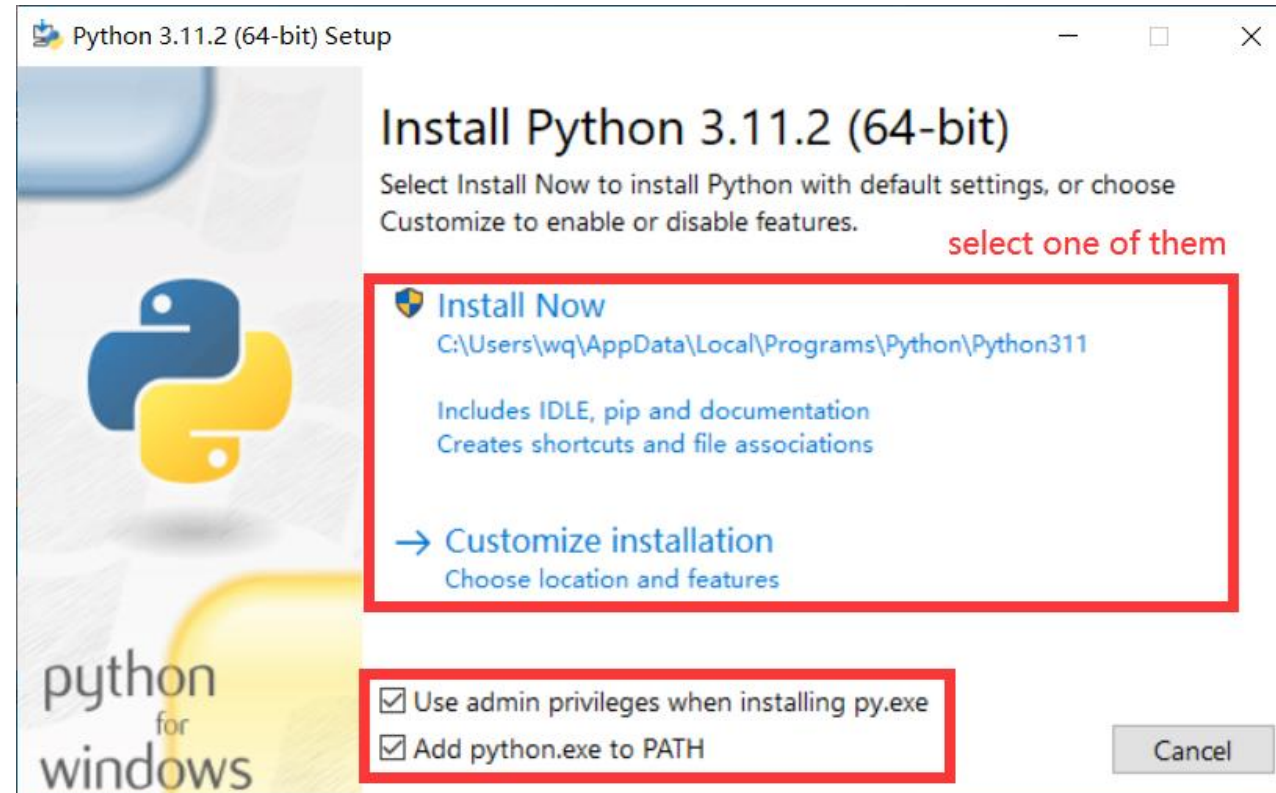 Python 3.11.2 (64-bit) Setup
Install Python 3.11.2 (64-bit)
Select Install Now to install Python with default settings, or choose
Customize to enable or disable features.
select one of them
Install Now
C:\Users\wq\AppData\Local\Programs\Python\Python311
Includes IDLE, pip and documentation
Creates shortcuts and file associations
Customize installation
Choose location and features
python
for
windows
Use admin privileges when installing py.exe
Add python.exe to PATH
Cancel